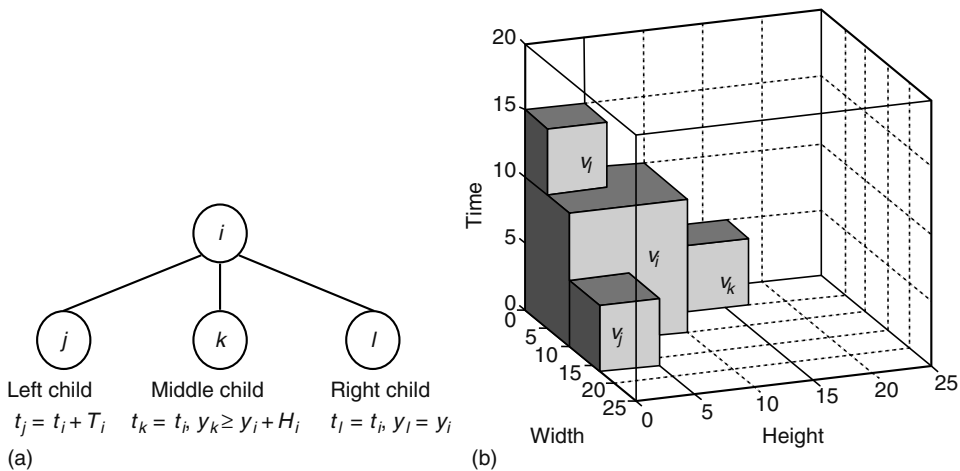 i
j
k
l
Left child
Middle child
Right child
t_j = t_i + T_i
t_k = t_i, y_k ≥ y_i + H_i
t_l = t_i, y_l = y_i
(a)
20
15
10
5
0
Time
v_l
v_i
v_k
v_j
0
5
10
15
20
25
Width
0
5
10
15
20
25
Height
(b)